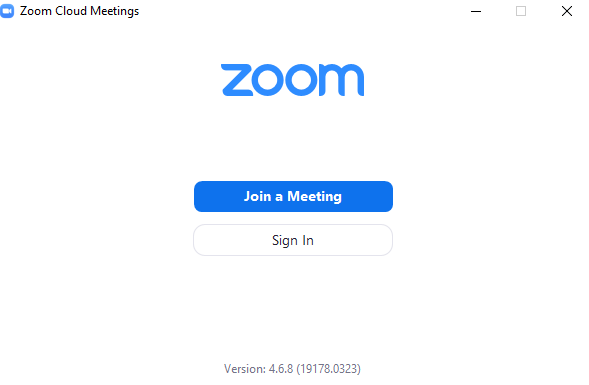 Zoom Cloud Meetings
zoom
Join a Meeting
Sign In
Version: 4.6.8 (19178.0323)